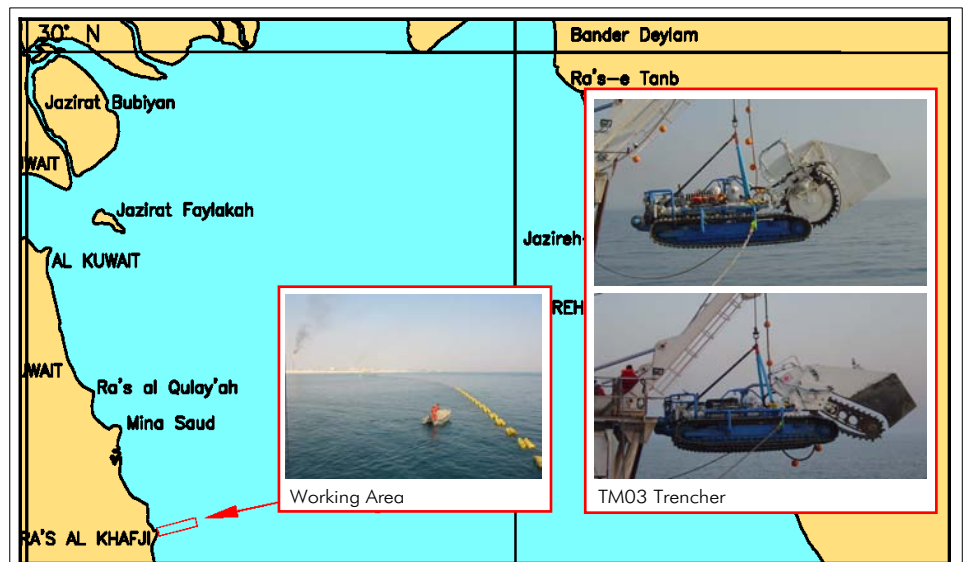 30° N
Bander Deylam
Ra's-e Tanb
Jazirat Bubiyan
WAIT
Jazirat Faylakah
Jazireh-
AL KUWAIT
REH
WAIT
Ra's al Qulay'ah
Mina Saud
Working Area
TM03 Trencher
RA'S AL KHAFJI